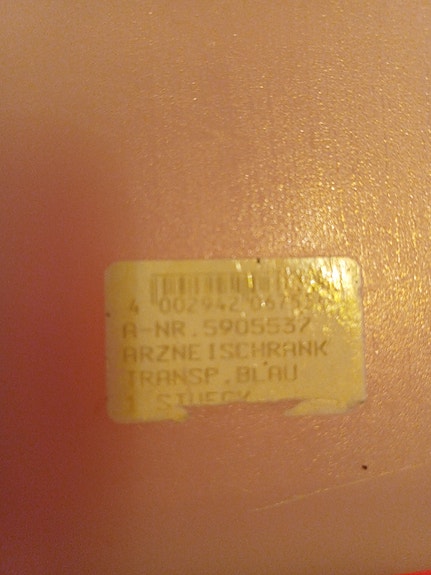 4 002942
A-NR.5905537
ARZNEISCHRANK
TRANSP.BLAU
1 STUECK